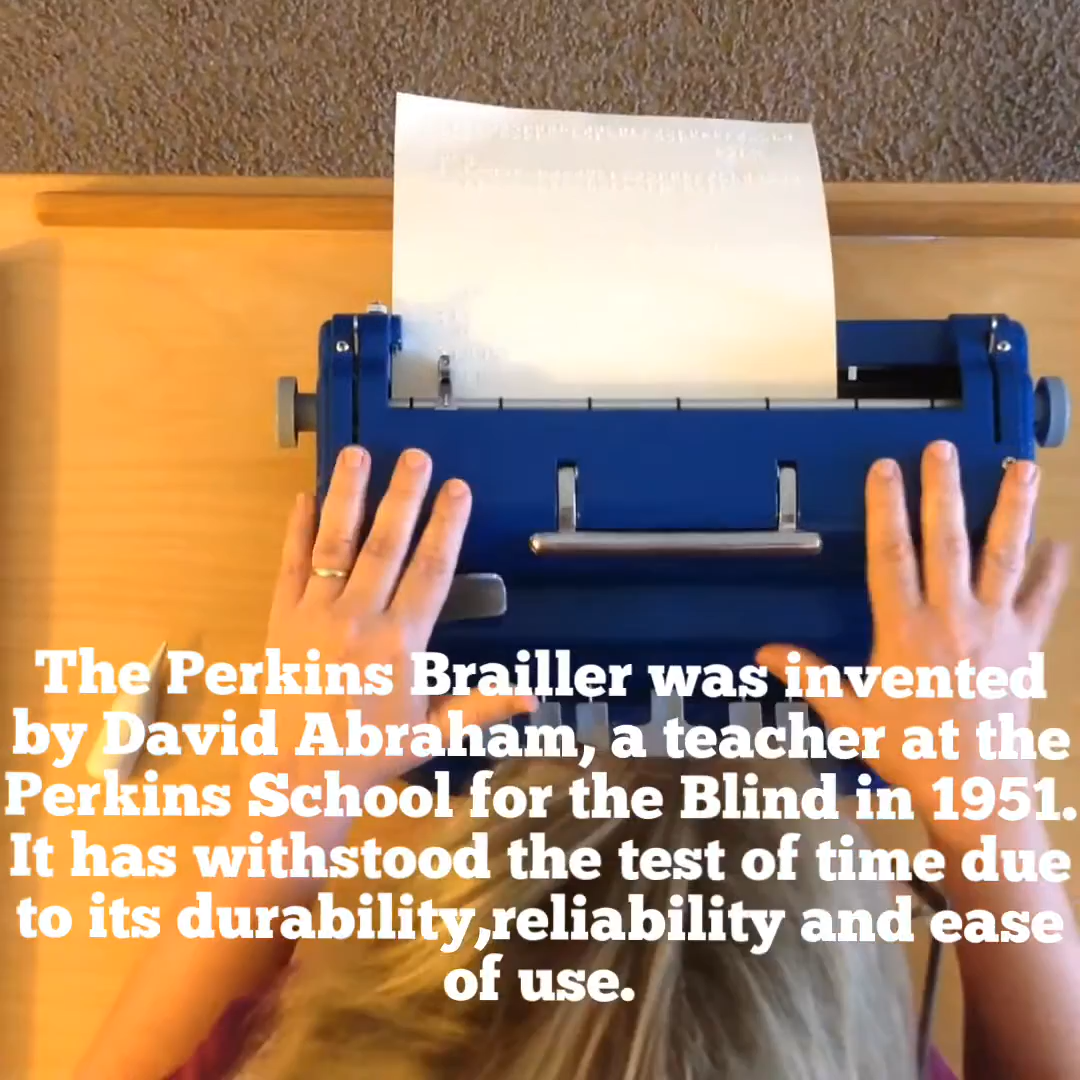 The Perkins Brailler was invented
by David Abraham, a teacher at the
Perkins School for the Blind in 1951.
It has withstood the test of time due
to its durability,reliability and ease
of use.